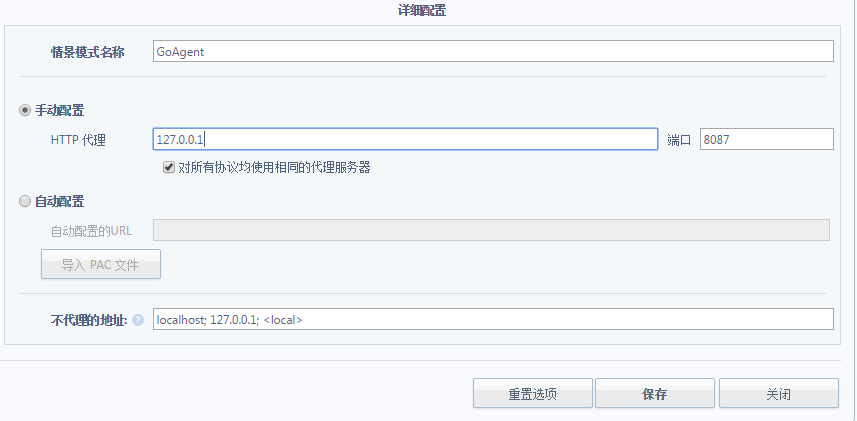 详细配置
情景模式名称 GoAgent
手动配置
HTTP 代理 127.0.0.1 端口 8087
对所有协议均使用相同的代理服务器
自动配置
自动配置的URL
导入 PAC 文件
不代理的地址: ? localhost; 127.0.0.1; <local>
重置选项 保存 关闭